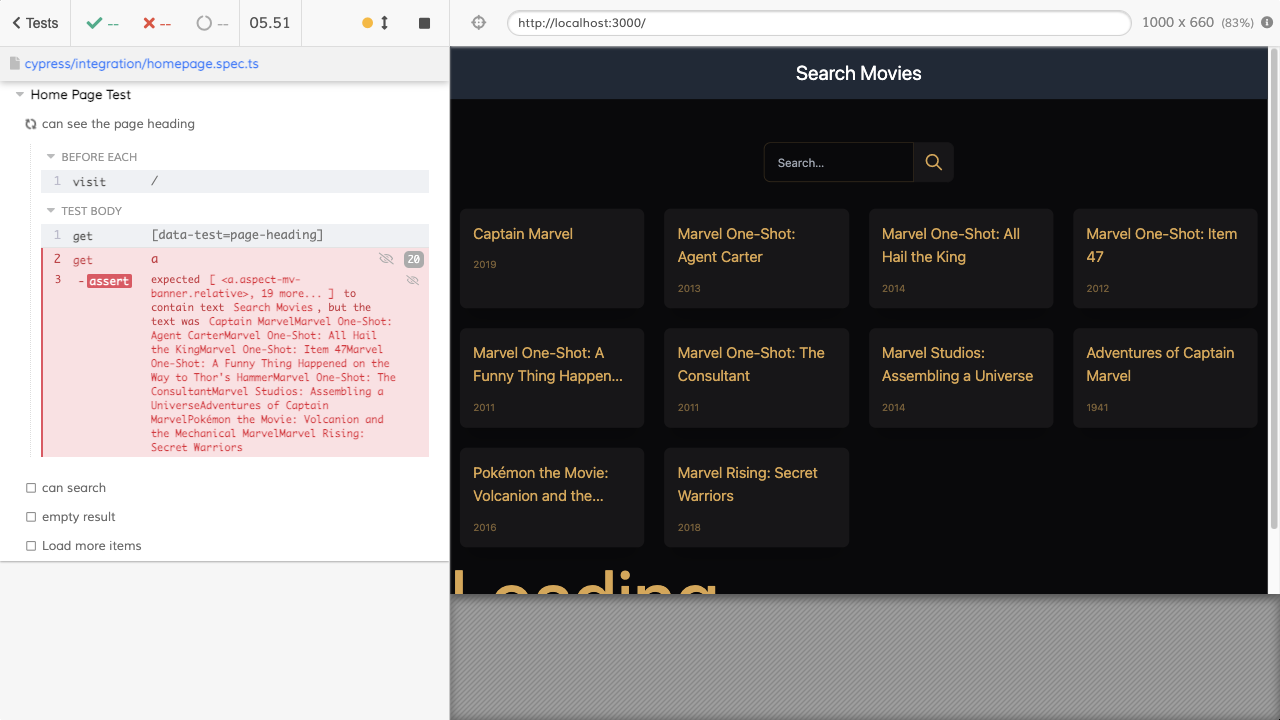 Tests
--
--
--
05.51
http://localhost:3000/
1000 x 660 (83%)
cypress/integration/homepage.spec.ts
Home Page Test
can see the page heading
BEFORE EACH
1 visit /
TEST BODY
1 get [data-test=page-heading]
2 get a 20
3 -assert expected [ <a.aspect-mv-
banner.relative>, 19 more... ] to
contain text Search Movies, but the
text was Captain MarvelMarvel One-Shot:
Agent CarterMarvel One-Shot: All Hail
the KingMarvel One-Shot: Item 47Marvel
One-Shot: A Funny Thing Happened on the
Way to Thor's HammerMarvel One-Shot: The
ConsultantMarvel Studios: Assembling a
UniverseAdventures of Captain
MarvelPokémon the Movie: Volcanion and
the Mechanical MarvelMarvel Rising:
Secret Warriors
can search
empty result
Load more items
Search Movies
Search...
Captain Marvel
2019
Marvel One-Shot:
Agent Carter
2013
Marvel One-Shot: All
Hail the King
2014
Marvel One-Shot: Item
47
2012
Marvel One-Shot: A
Funny Thing Happen...
2011
Marvel One-Shot: The
Consultant
2011
Marvel Studios:
Assembling a Universe
2014
Adventures of Captain
Marvel
1941
Pokémon the Movie:
Volcanion and the...
2016
Marvel Rising: Secret
Warriors
2018
Loading